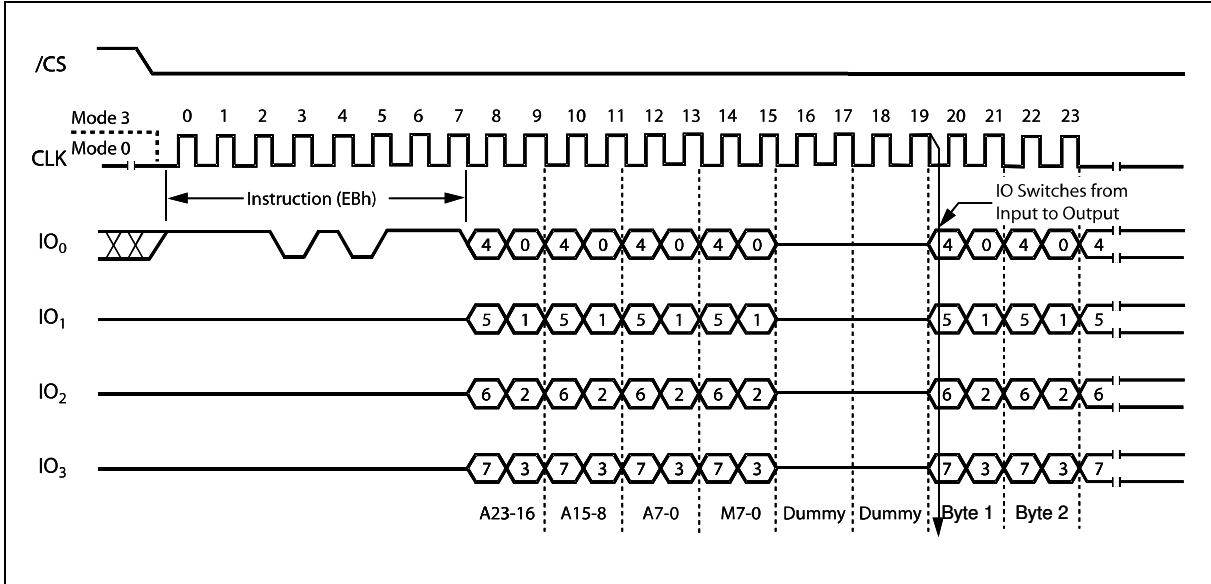 /CS
Mode 3
0 1 2 3 4 5 6 7 8 9 10 11 12 13 14 15 16 17 18 19 20 21 22 23
Mode 0
CLK
Instruction (EBh)
IO Switches from
Input to Output
IO₀ 4 0 4 0 4 0 4 0 4 0 4 0 4
IO₁ 5 1 5 1 5 1 5 1 5 1 5 1 5
IO₂ 6 2 6 2 6 2 6 2 6 2 6 2 6
IO₃ 7 3 7 3 7 3 7 3 7 3 7 3 7
A23-16 A15-8 A7-0 M7-0 Dummy Dummy Byte 1 Byte 2